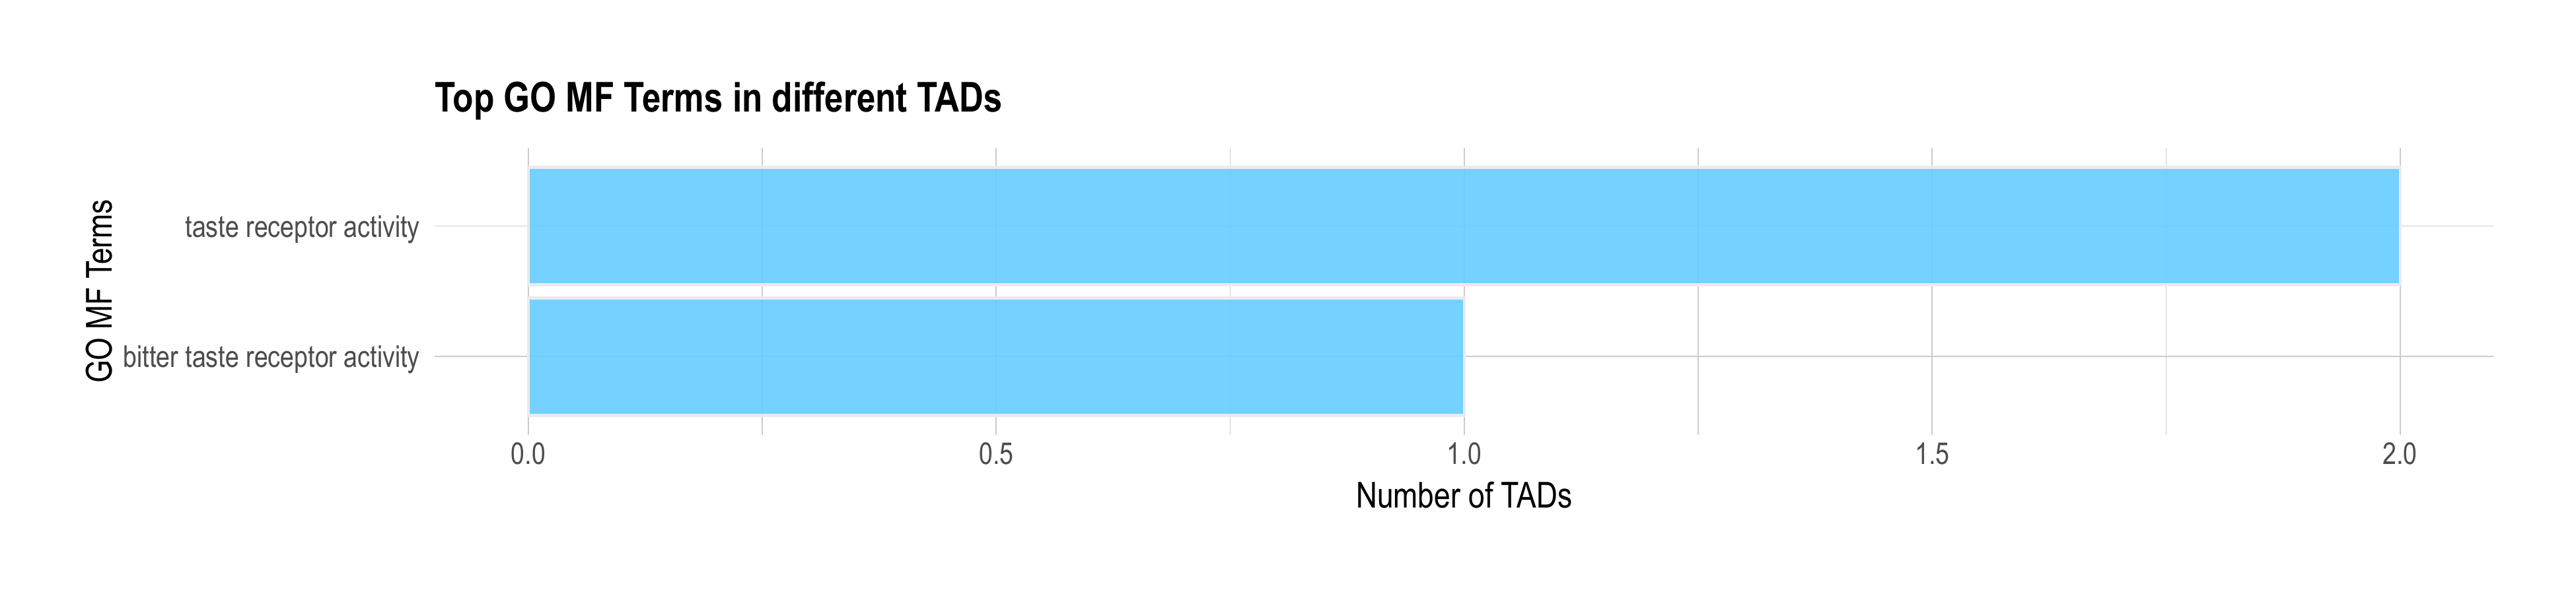 Top GO MF Terms in different TADs
GO MF Terms
taste receptor activity
bitter taste receptor activity
0.0 0.5 1.0 1.5 2.0
Number of TADs